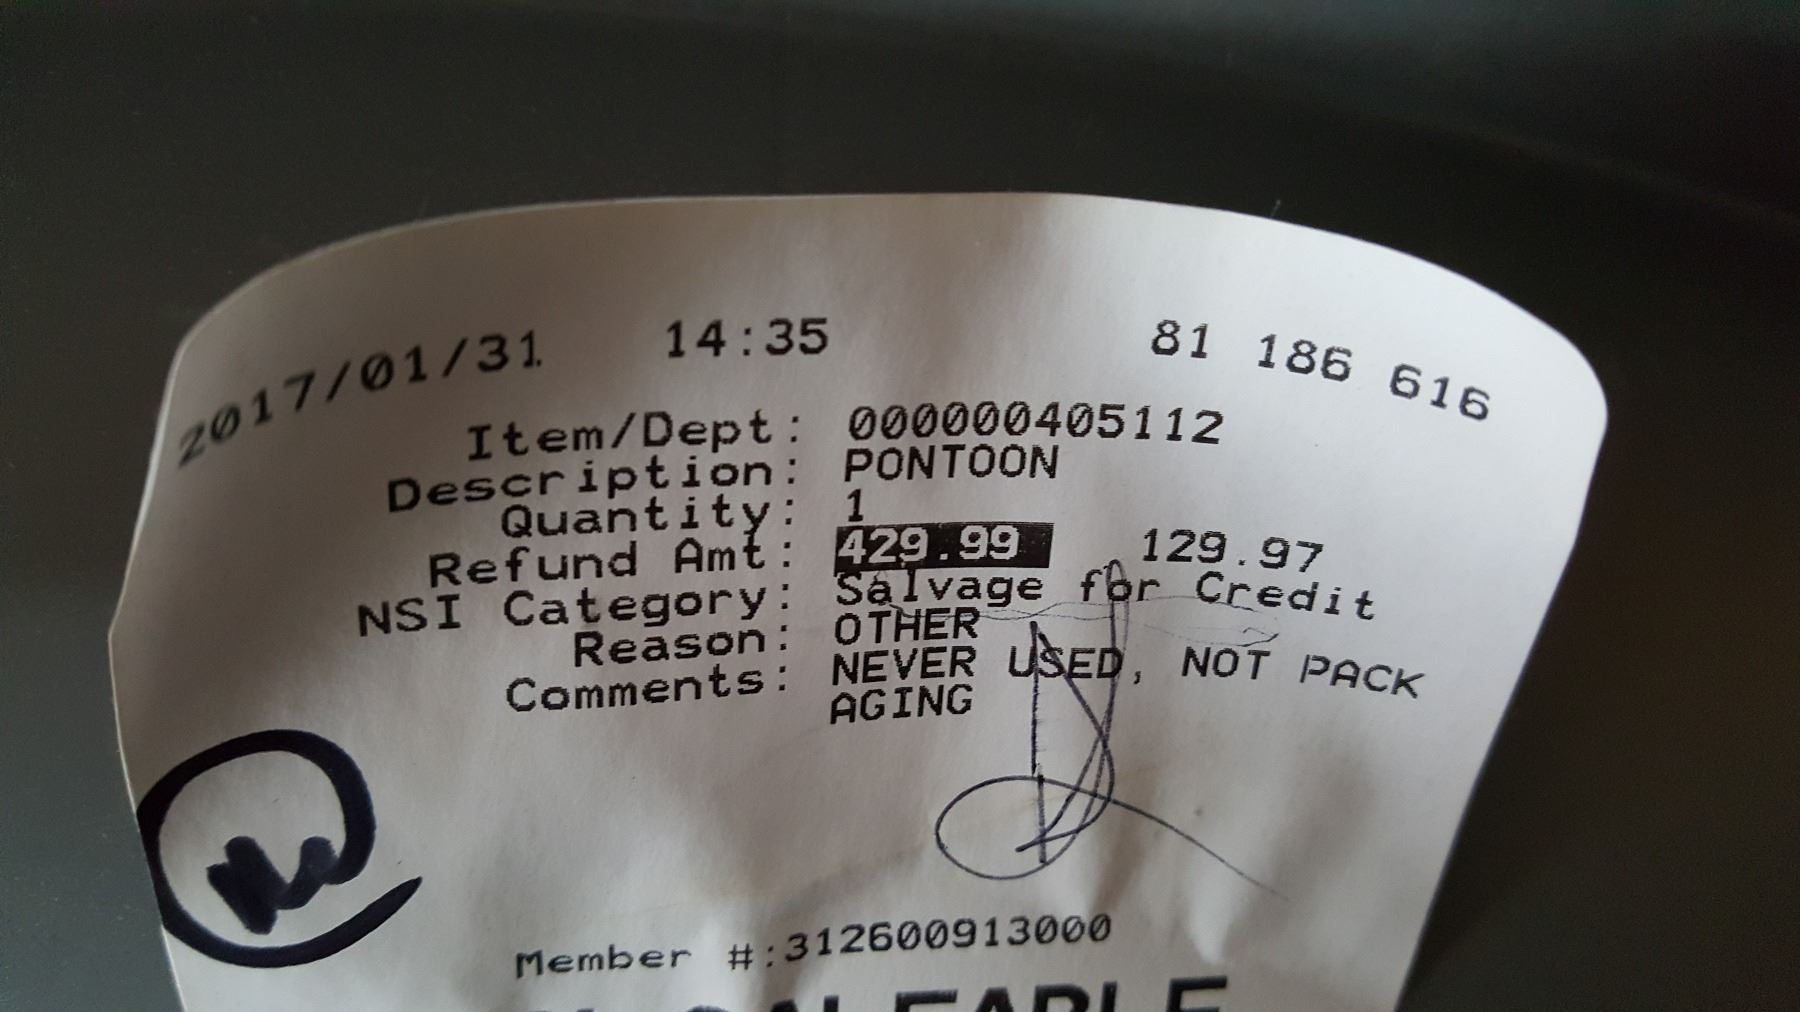 2017/01/31 14:35 81 186 616
Item/Dept: 000000405112
Description: PONTOON
Quantity: 1
Refund Amt: 429.99 129.97
NSI Category: Salvage for Credit
Reason: OTHER
Comments: NEVER USED, NOT PACK
AGING
Member #:312600913000